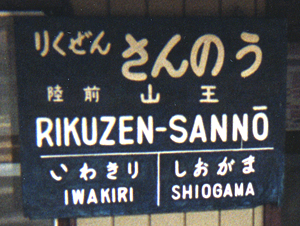 りくぜん さんのう
陸前 山王
RIKUZEN-SANNŌ
いわきり しおがま
IWAKIRI SHIOGAMA